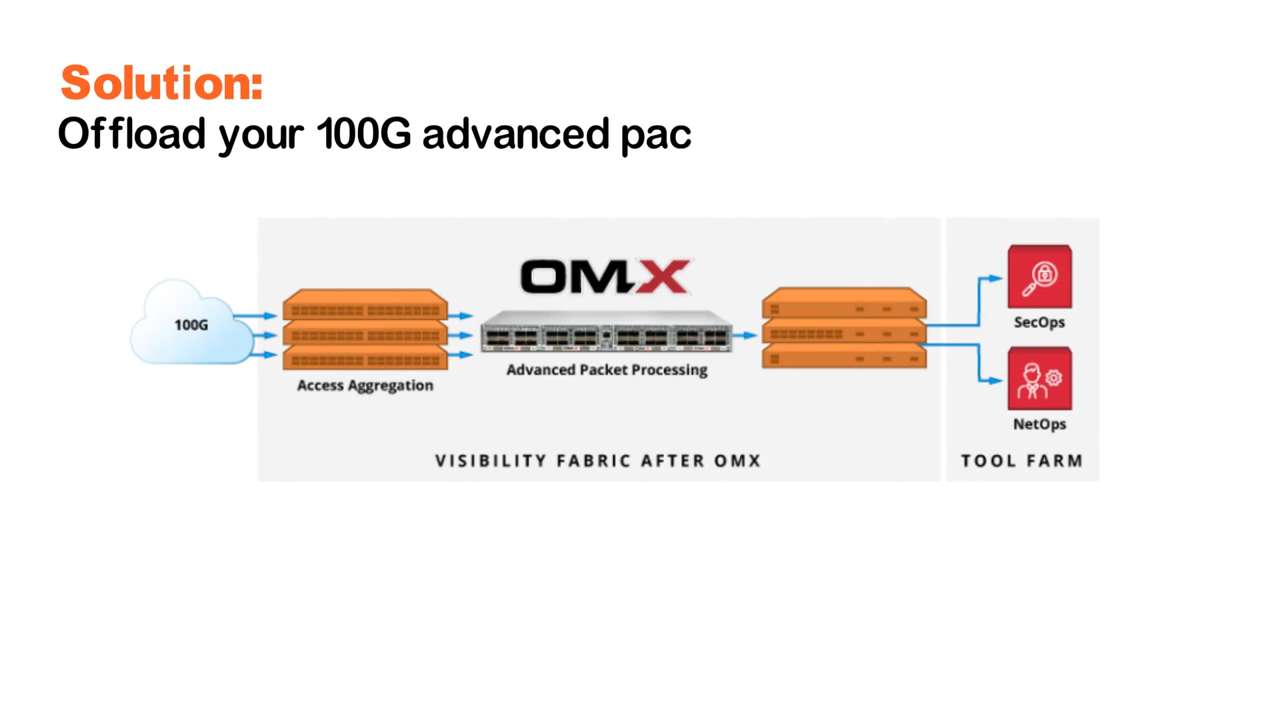 Solution:
Offload your 100G advanced pac
OMX
100G
Access Aggregation
Advanced Packet Processing
SecOps
NetOps
VISIBILITY FABRIC AFTER OMX
TOOL FARM